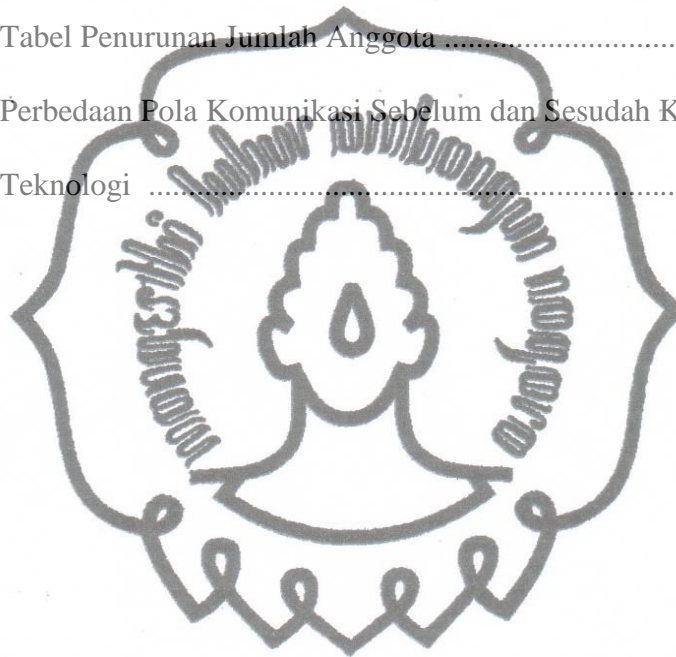 Tabel Penurunan Jumlah Anggota ...............................
Perbedaan Pola Komunikasi Sebelum dan Sesudah K
Teknologi ......................................................................